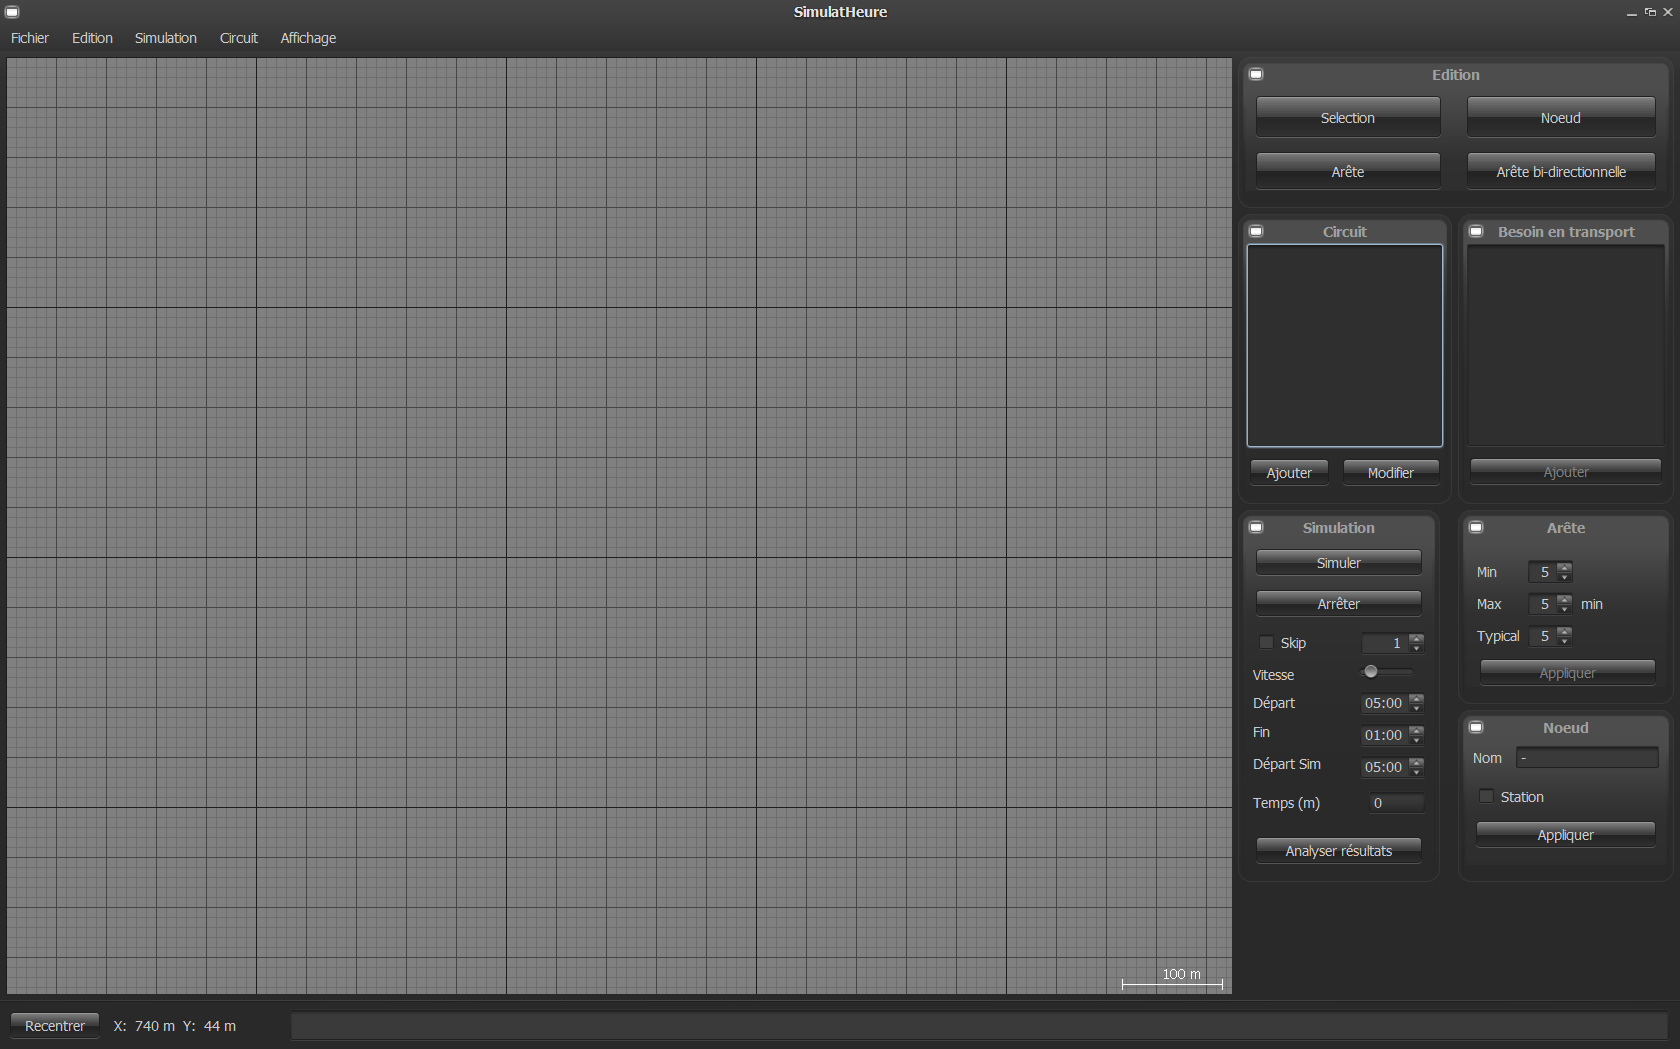 SimulatHeure
Fichier Edition Simulation Circuit Affichage
Edition
Selection Noeud
Arête Arête bi-directionnelle
Circuit
Ajouter Modifier
Besoin en transport
Ajouter
Simulation
Simuler
Arrêter
Skip 1
Vitesse
Départ 05:00
Fin 01:00
Départ Sim 05:00
Temps (m) 0
Analyser résultats
Arête
Min 5
Max 5 min
Typical 5
Appliquer
Noeud
Nom -
Station
Appliquer
100 m
Recentrer X: 740 m Y: 44 m